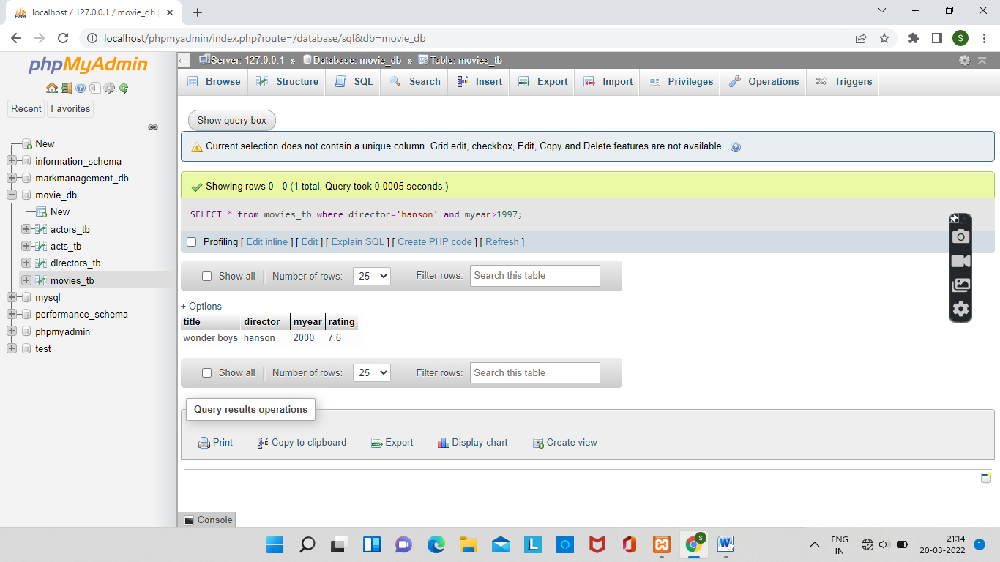 localhost / 127.0.0.1 / movie_db |
localhost/phpmyadmin/index.php?route=/database/sql&db=movie_db
S
phpMyAdmin
Recent
Favorites
New
information_schema
markmanagement_db
movie_db
New
actors_tb
acts_tb
directors_tb
movies_tb
mysql
performance_schema
phpmyadmin
test
Server: 127.0.0.1 » Database: movie_db » Table: movies_tb
Browse Structure SQL Search Insert Export Import Privileges Operations Triggers
Show query box
Current selection does not contain a unique column. Grid edit, checkbox, Edit, Copy and Delete features are not available.
Showing rows 0 - 0 (1 total, Query took 0.0005 seconds.)
SELECT * from movies_tb where director='hanson' and myear>1997;
Profiling [ Edit inline ] [ Edit ] [ Explain SQL ] [ Create PHP code ] [ Refresh ]
Show all | Number of rows: 25 Filter rows: Search this table
+ Options
title director myear rating
wonder boys hanson 2000 7.6
Show all | Number of rows: 25 Filter rows: Search this table
Query results operations
Print Copy to clipboard Export Display chart Create view
Console
ENG
IN
21:14
20-03-2022
1